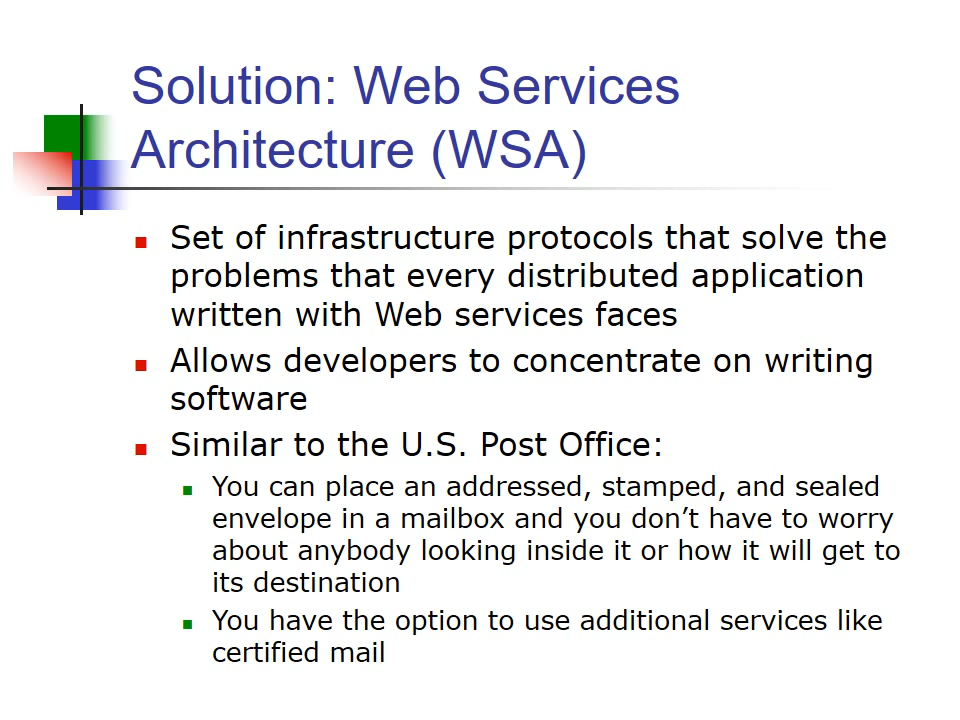 Solution: Web Services
Architecture (WSA)
Set of infrastructure protocols that solve the
problems that every distributed application
written with Web services faces
Allows developers to concentrate on writing
software
Similar to the U.S. Post Office:
You can place an addressed, stamped, and sealed
envelope in a mailbox and you don’t have to worry
about anybody looking inside it or how it will get to
its destination
You have the option to use additional services like
certified mail